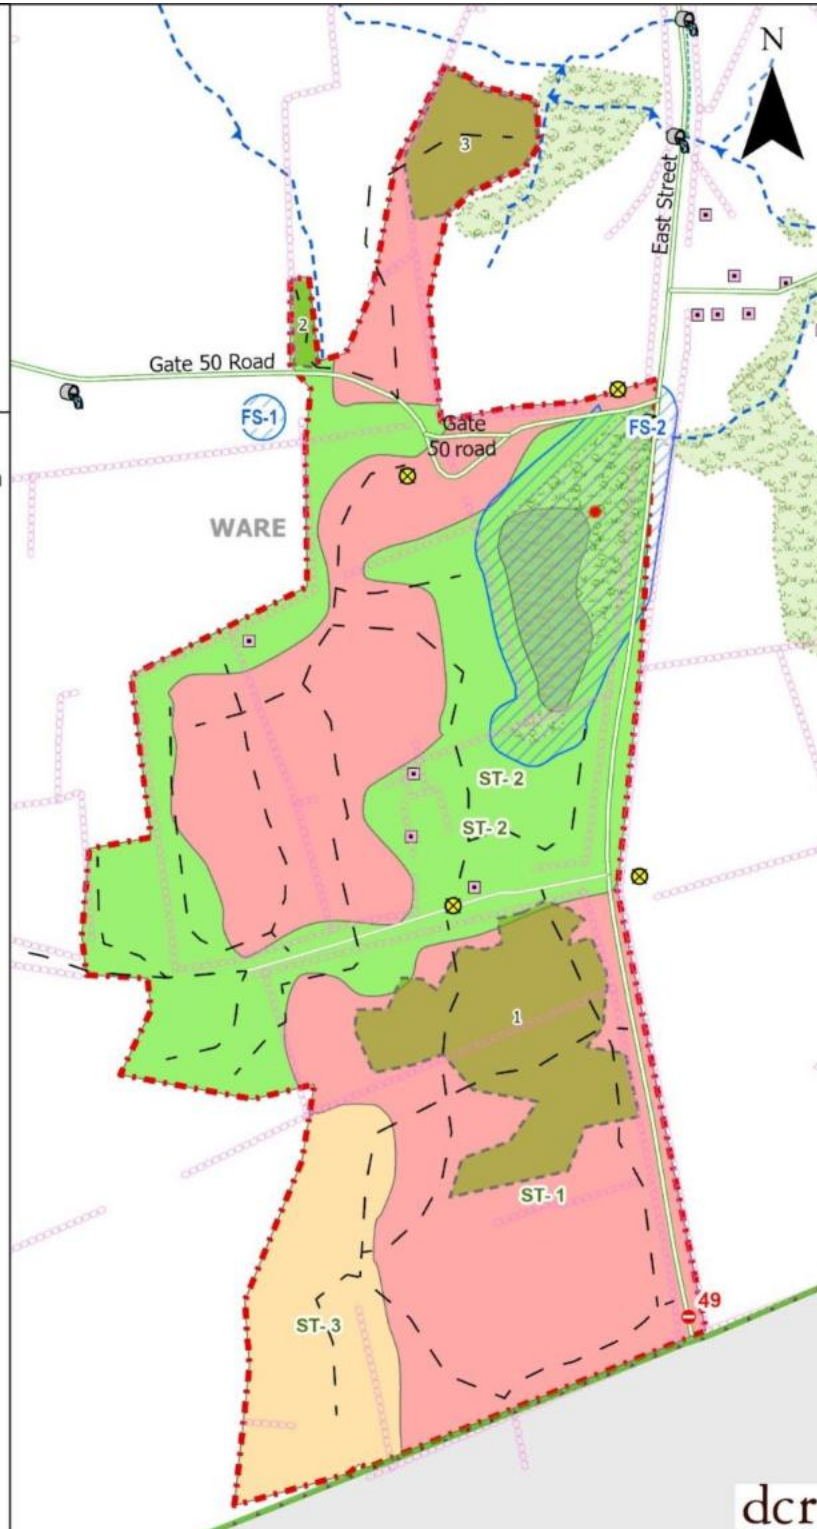 N
3
East Street
2
Gate 50 Road
FS-1
Gate
50 road
FS-2
WARE
ST- 2
ST- 2
1
ST- 1
49
ST- 3
dcr